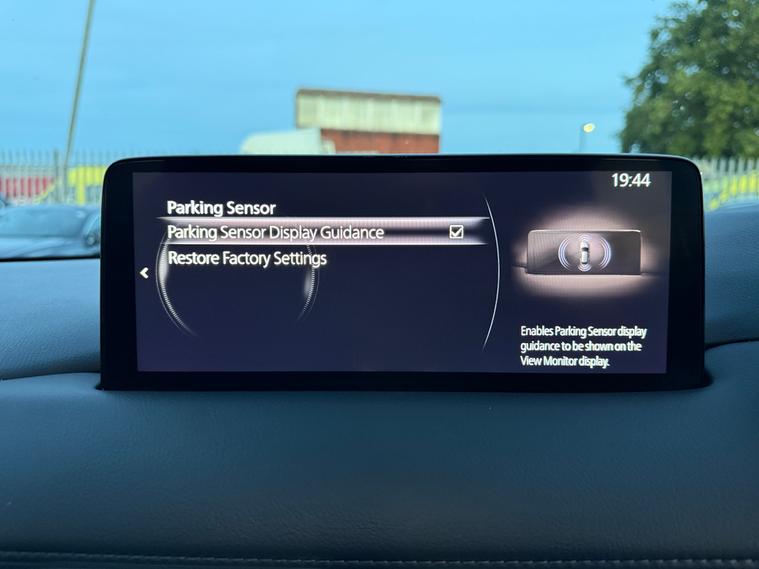 19:44
Parking Sensor
Parking Sensor Display Guidance
Restore Factory Settings
Enables Parking Sensor display
guidance to be shown on the
View Monitor display.